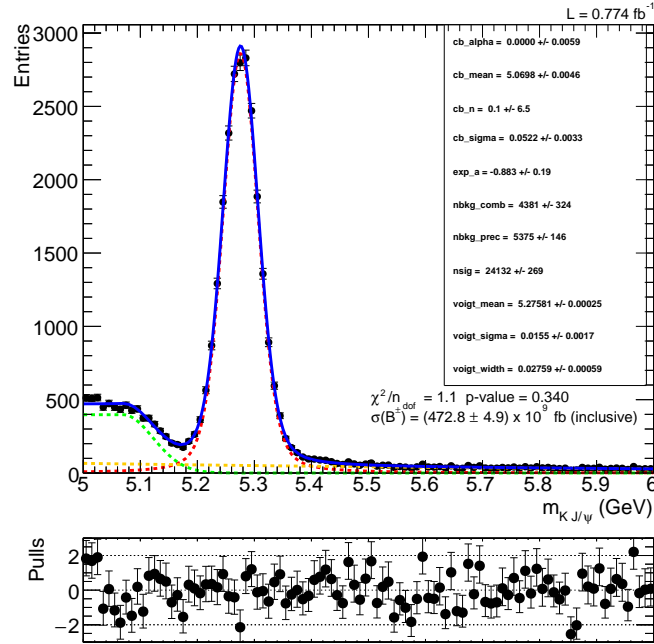 L = 0.774 fb⁻¹
Entries
3000
2500
2000
1500
1000
500
0
cb_alpha = 0.0000 +/- 0.0059
cb_mean = 5.0698 +/- 0.0046
cb_n = 0.1 +/- 6.5
cb_sigma = 0.0522 +/- 0.0033
exp_a = -0.883 +/- 0.19
nbkg_comb = 4381 +/- 324
nbkg_prec = 5375 +/- 146
nsig = 24132 +/- 269
voigt_mean = 5.27581 +/- 0.00025
voigt_sigma = 0.0155 +/- 0.0017
voigt_width = 0.02759 +/- 0.00059
χ²/n_dof = 1.1 p-value = 0.340
σ(B±) = (472.8 ± 4.9) x 10⁹ fb (inclusive)
5 5.1 5.2 5.3 5.4 5.5 5.6 5.7 5.8 5.9 6
m_K J/ψ (GeV)
Pulls
2
0
−2